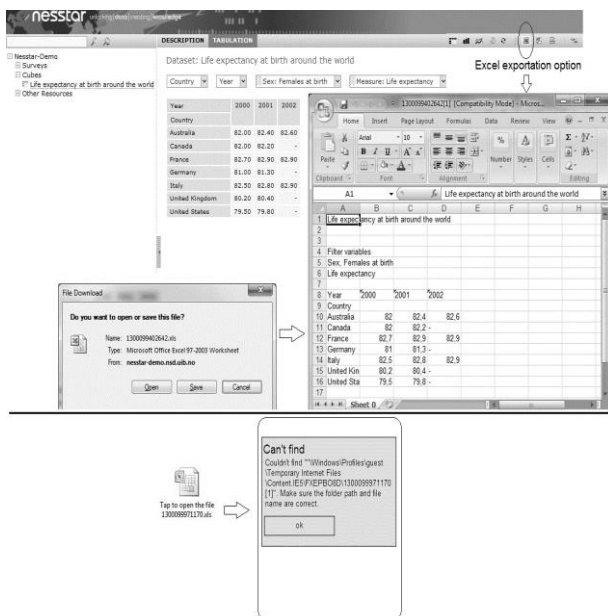 nesstar
DESCRIPTION TABULATION
Excel exportation option
Nesstar-Demo
Surveys
Cubes
Life expectancy at birth around the world
Other Resources
Dataset: Life expectancy at birth around the world
Country Year Sex: Females at birth Measure: Life expectancy
Year 2000 2001 2002
Country
Australia 82.00 82.40 82.60
Canada 82.00 82.20 -
France 82.70 82.90 82.90
Germany 81.00 81.30 -
Italy 82.50 82.80 82.90
United Kingdom 80.20 80.40 -
United States 79.50 79.80 -
1300099402642[1] [Compatibility Mode] - Micros...
Home Insert Page Layout Formulas Data Review View
Arial 10
Paste Number Styles Cells
Clipboard Font Alignment Editing
A1 Life expectancy at birth around the world
A B C D E F G H
1 Life expectancy at birth around the world
2
3
4 Filter variables
5 Sex, Females at birth
6 Life expectancy
7
8 Year 2000 2001 2002
9 Country
10 Australia 82 82,4 82,6
11 Canada 82 82,2 -
12 France 82,7 82,9 82,9
13 Germany 81 81,3 -
14 Italy 82,5 82,8 82,9
15 United Kin 80,2 80,4 -
16 United Sta 79,5 79,8 -
17
Sheet 0
File Download
Do you want to open or save this file?
Name: 1300099402642.xls
Type: Microsoft Office Excel 97-2003 Worksheet
From: nesstar-demo.nsd.uib.no
Open Save Cancel
Tap to open the file
1300099971170.xls
Can't find
Couldn't find ""\Windows\Profiles\guest
\Temporary Internet Files
\Content.IE5\FXEPBO8D\1300099971170
[1]". Make sure the folder path and file
name are correct.
ok